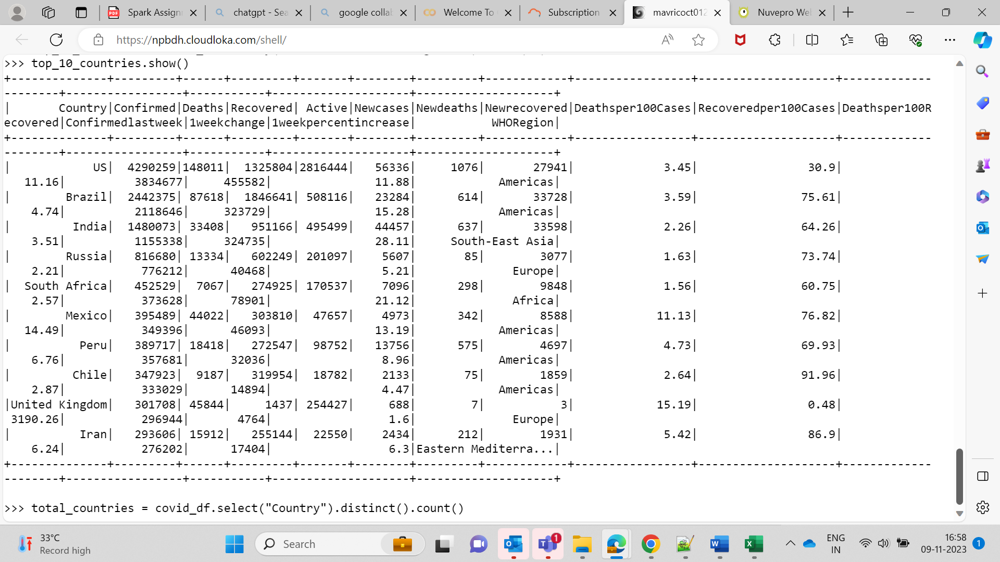 Spark Assignn
chatgpt - Sea
google collab
Welcome To
Subscription
mavricoct012
Nuvepro Wel
https://npbdh.cloudloka.com/shell/
>>> top_10_countries.show()
+--------------+---------+------+---------+-------+--------+---------+------------+-----------------+--------------------+-------------
--------+-----------------+-----------+--------------------+--------------------+
|       Country|Confirmed|Deaths|Recovered| Active|Newcases|Newdeaths|Newrecovered|Deathsper100Cases|Recoveredper100Cases|Deathsper100R
ecovered|Confirmedlastweek|1weekchange|1weekpercentincrease|           WHORegion|
+--------------+---------+------+---------+-------+--------+---------+------------+-----------------+--------------------+-------------
--------+-----------------+-----------+--------------------+--------------------+
|            US|  4290259|148011|  1325804|2816444|   56336|     1076|       27941|             3.45|                30.9|
   11.16|          3834677|     455582|               11.88|            Americas|
|        Brazil|  2442375| 87618|  1846641| 508116|   23284|      614|       33728|             3.59|               75.61|
    4.74|          2118646|     323729|               15.28|            Americas|
|         India|  1480073| 33408|   951166| 495499|   44457|      637|       33598|             2.26|               64.26|
    3.51|          1155338|     324735|               28.11|     South-East Asia|
|        Russia|   816680| 13334|   602249| 201097|    5607|       85|        3077|             1.63|               73.74|
    2.21|           776212|      40468|                5.21|              Europe|
|  South Africa|   452529|  7067|   274925| 170537|    7096|      298|        9848|             1.56|               60.75|
    2.57|           373628|      78901|               21.12|              Africa|
|        Mexico|   395489| 44022|   303810|  47657|    4973|      342|        8588|            11.13|               76.82|
   14.49|           349396|      46093|               13.19|            Americas|
|          Peru|   389717| 18418|   272547|  98752|   13756|      575|        4697|             4.73|               69.93|
    6.76|           357681|      32036|                8.96|            Americas|
|         Chile|   347923|  9187|   319954|  18782|    2133|       75|        1859|             2.64|               91.96|
    2.87|           333029|      14894|                4.47|            Americas|
|United Kingdom|   301708| 45844|     1437| 254427|     688|        7|           3|            15.19|                0.48|
 3190.26|           296944|       4764|                 1.6|              Europe|
|          Iran|   293606| 15912|   255144|  22550|    2434|      212|        1931|             5.42|                86.9|
    6.24|           276202|      17404|                 6.3|Eastern Mediterra...|
+--------------+---------+------+---------+-------+--------+---------+------------+-----------------+--------------------+-------------
--------+-----------------+-----------+--------------------+--------------------+
>>> total_countries = covid_df.select("Country").distinct().count()
33°C
Record high
Search
1
ENG
IN
16:58
09-11-2023
1